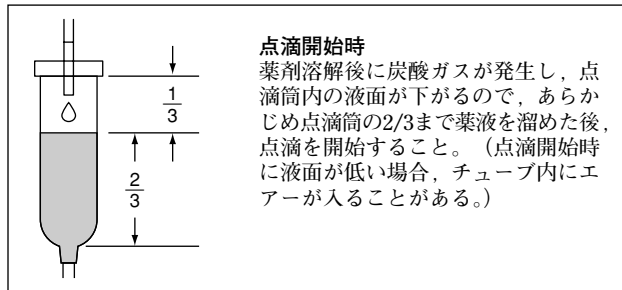 点滴開始時
薬剤溶解後に炭酸ガスが発生し，点
滴筒内の液面が下がるので，あらか
じめ点滴筒の2/3まで薬液を溜めた後，
点滴を開始すること。（点滴開始時
に液面が低い場合，チューブ内にエ
アーが入ることがある。）
1/3
2/3